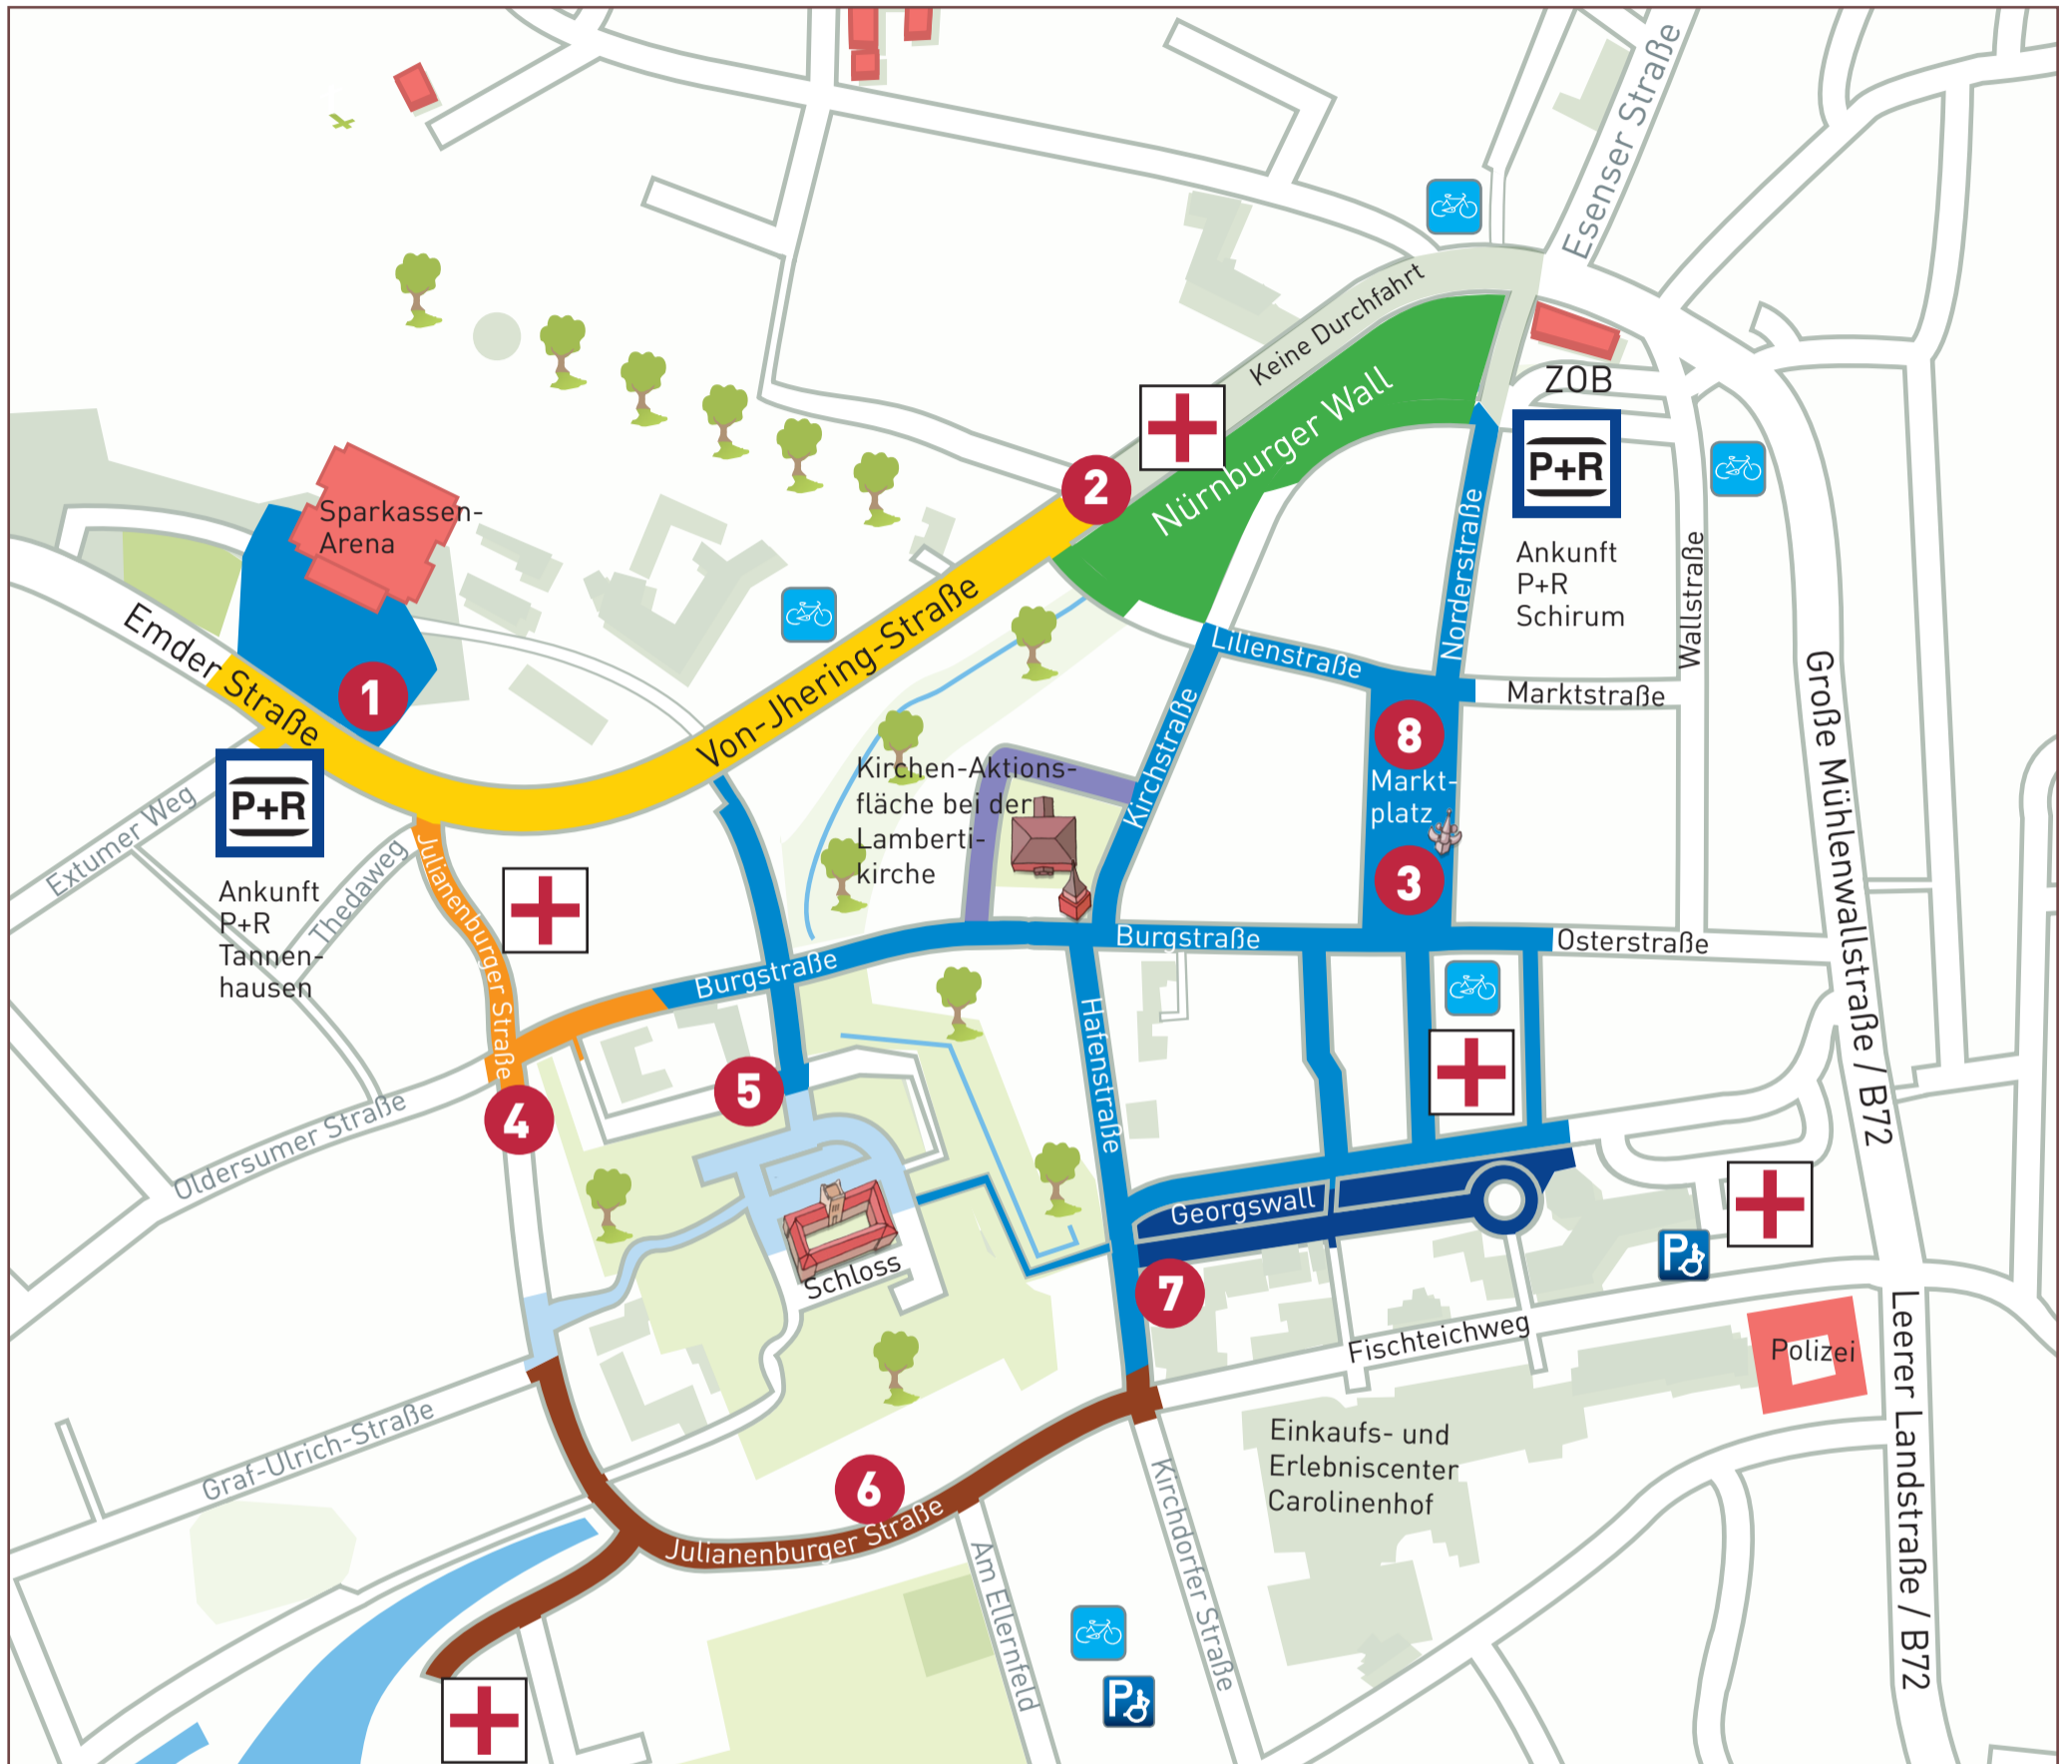 Esenser Straße
Keine Durchfahrt
Nürnburger Wall
ZOB
P+R
Ankunft
P+R
Schirum
2
Sparkassen-
Arena
Emder Straße
1
Von-Jhering-Straße
Lilienstraße
Norderstraße
Wallstraße
Marktstraße
Große Mühlenwallstraße / B72
8
Markt-
platz
3
Kirchstraße
Kirchen-Aktions-
fläche bei der
Lamberti-
kirche
P+R
Ankunft
P+R
Tannen-
hausen
Extumer Weg
Thedaweg
Julianenburger Straße
Burgstraße
Burgstraße
Osterstraße
Hafenstraße
Oldersumer Straße
4
5
Georgswall
7
Schloss
P
Fischteichweg
Polizei
Leerer Landstraße / B72
Graf-Ulrich-Straße
6
Julianenburger Straße
Einkaufs- und
Erlebniscenter
Carolinenhof
Am Ellernfeld
Kirchdorfer Straße
P